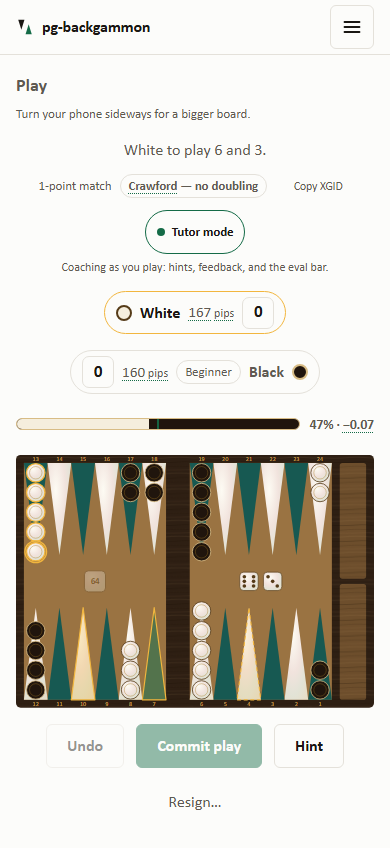 pg-backgammon
Play
Turn your phone sideways for a bigger board.
White to play 6 and 3.
1-point match Crawford — no doubling Copy XGID
Tutor mode
Coaching as you play: hints, feedback, and the eval bar.
White 167 pips 0
0 160 pips Beginner Black
47% · −0.07
13 14 15 16 17 18 19 20 21 22 23 24
64
12 11 10 9 8 7 6 5 4 3 2 1
Undo Commit play Hint
Resign...